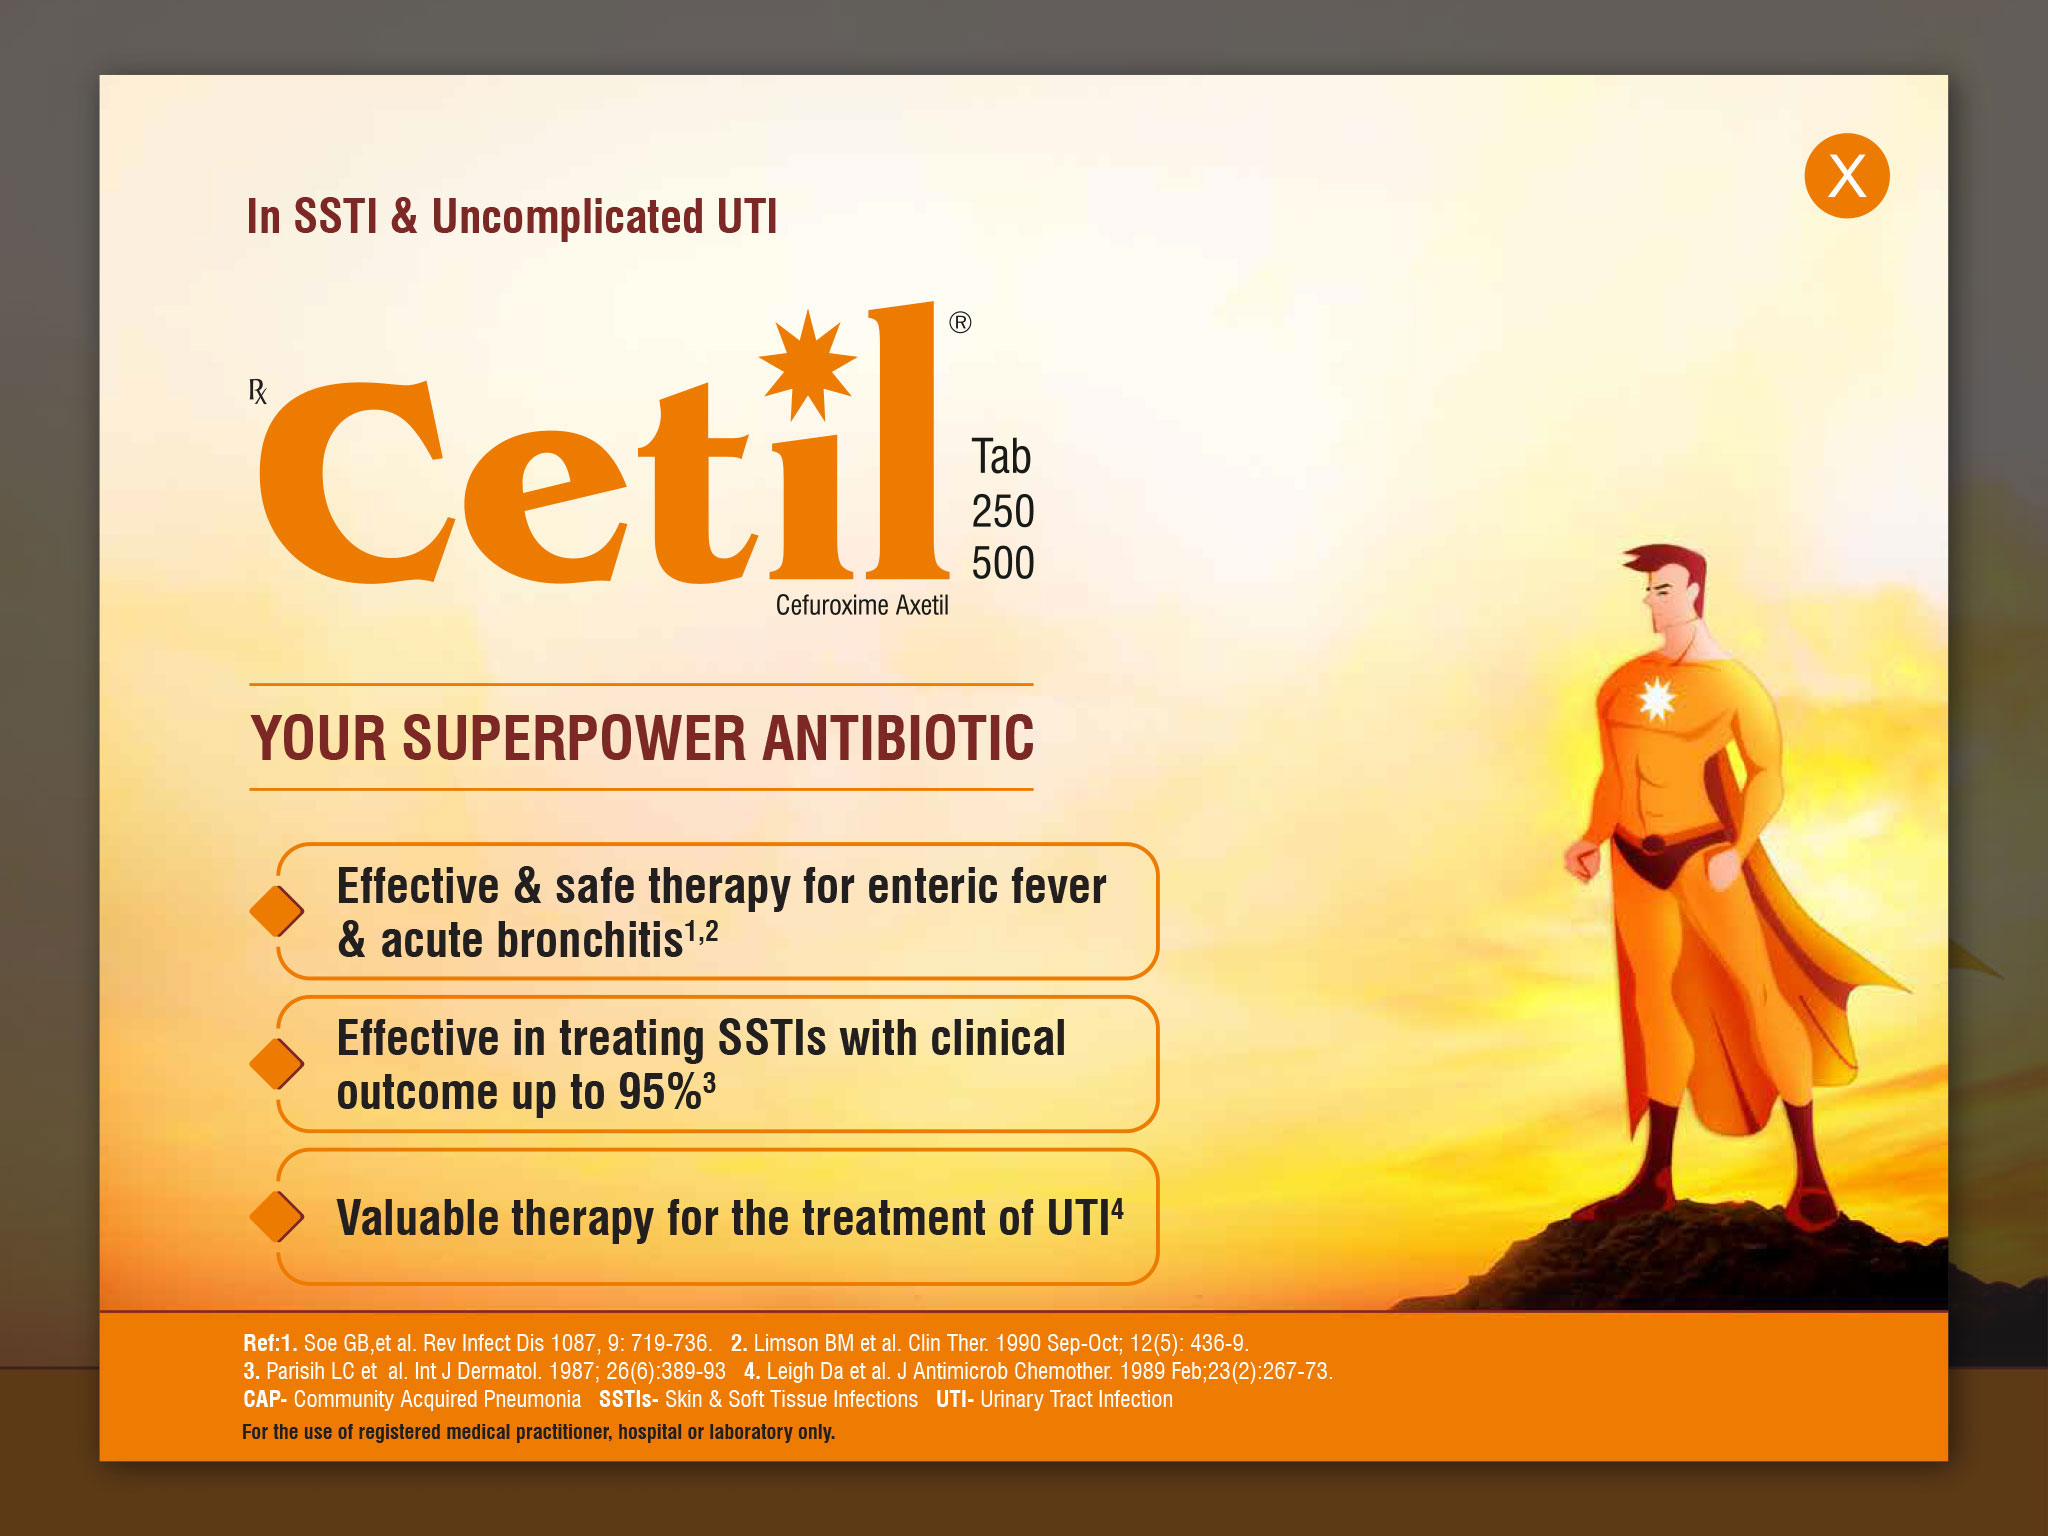 X
In SSTI & Uncomplicated UTI
Rx Cetil ®
Tab
250
500
Cefuroxime Axetil
YOUR SUPERPOWER ANTIBIOTIC
Effective & safe therapy for enteric fever
& acute bronchitis1,2
Effective in treating SSTIs with clinical
outcome up to 95%3
Valuable therapy for the treatment of UTI4
Ref:1. Soe GB,et al. Rev Infect Dis 1087, 9: 719-736. 2. Limson BM et al. Clin Ther. 1990 Sep-Oct; 12(5): 436-9.
3. Parisih LC et al. Int J Dermatol. 1987; 26(6):389-93 4. Leigh Da et al. J Antimicrob Chemother. 1989 Feb;23(2):267-73.
CAP- Community Acquired Pneumonia SSTIs- Skin & Soft Tissue Infections UTI- Urinary Tract Infection
For the use of registered medical practitioner, hospital or laboratory only.